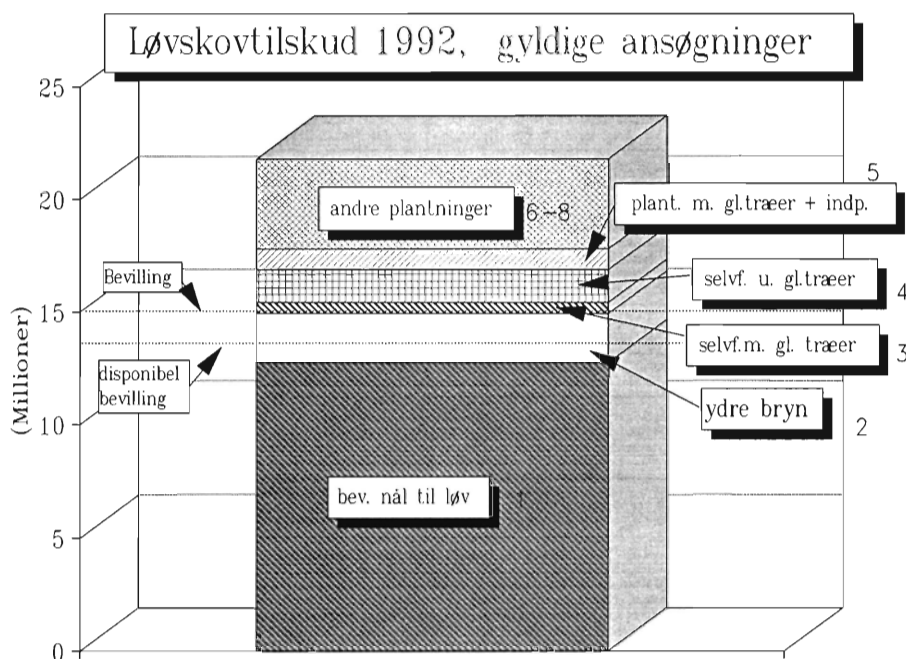 Løvskovtilskud 1992, gyldige ansøgninger
25
20
15
10
5
0
(Millioner)
Bevilling
disponibel
bevilling
andre plantninger 6-8
plant. m. gl.træer + indp. 5
selvf. u. gl.træer 4
selvf.m. gl. træer 3
ydre bryn 2
bev. nål til løv 1